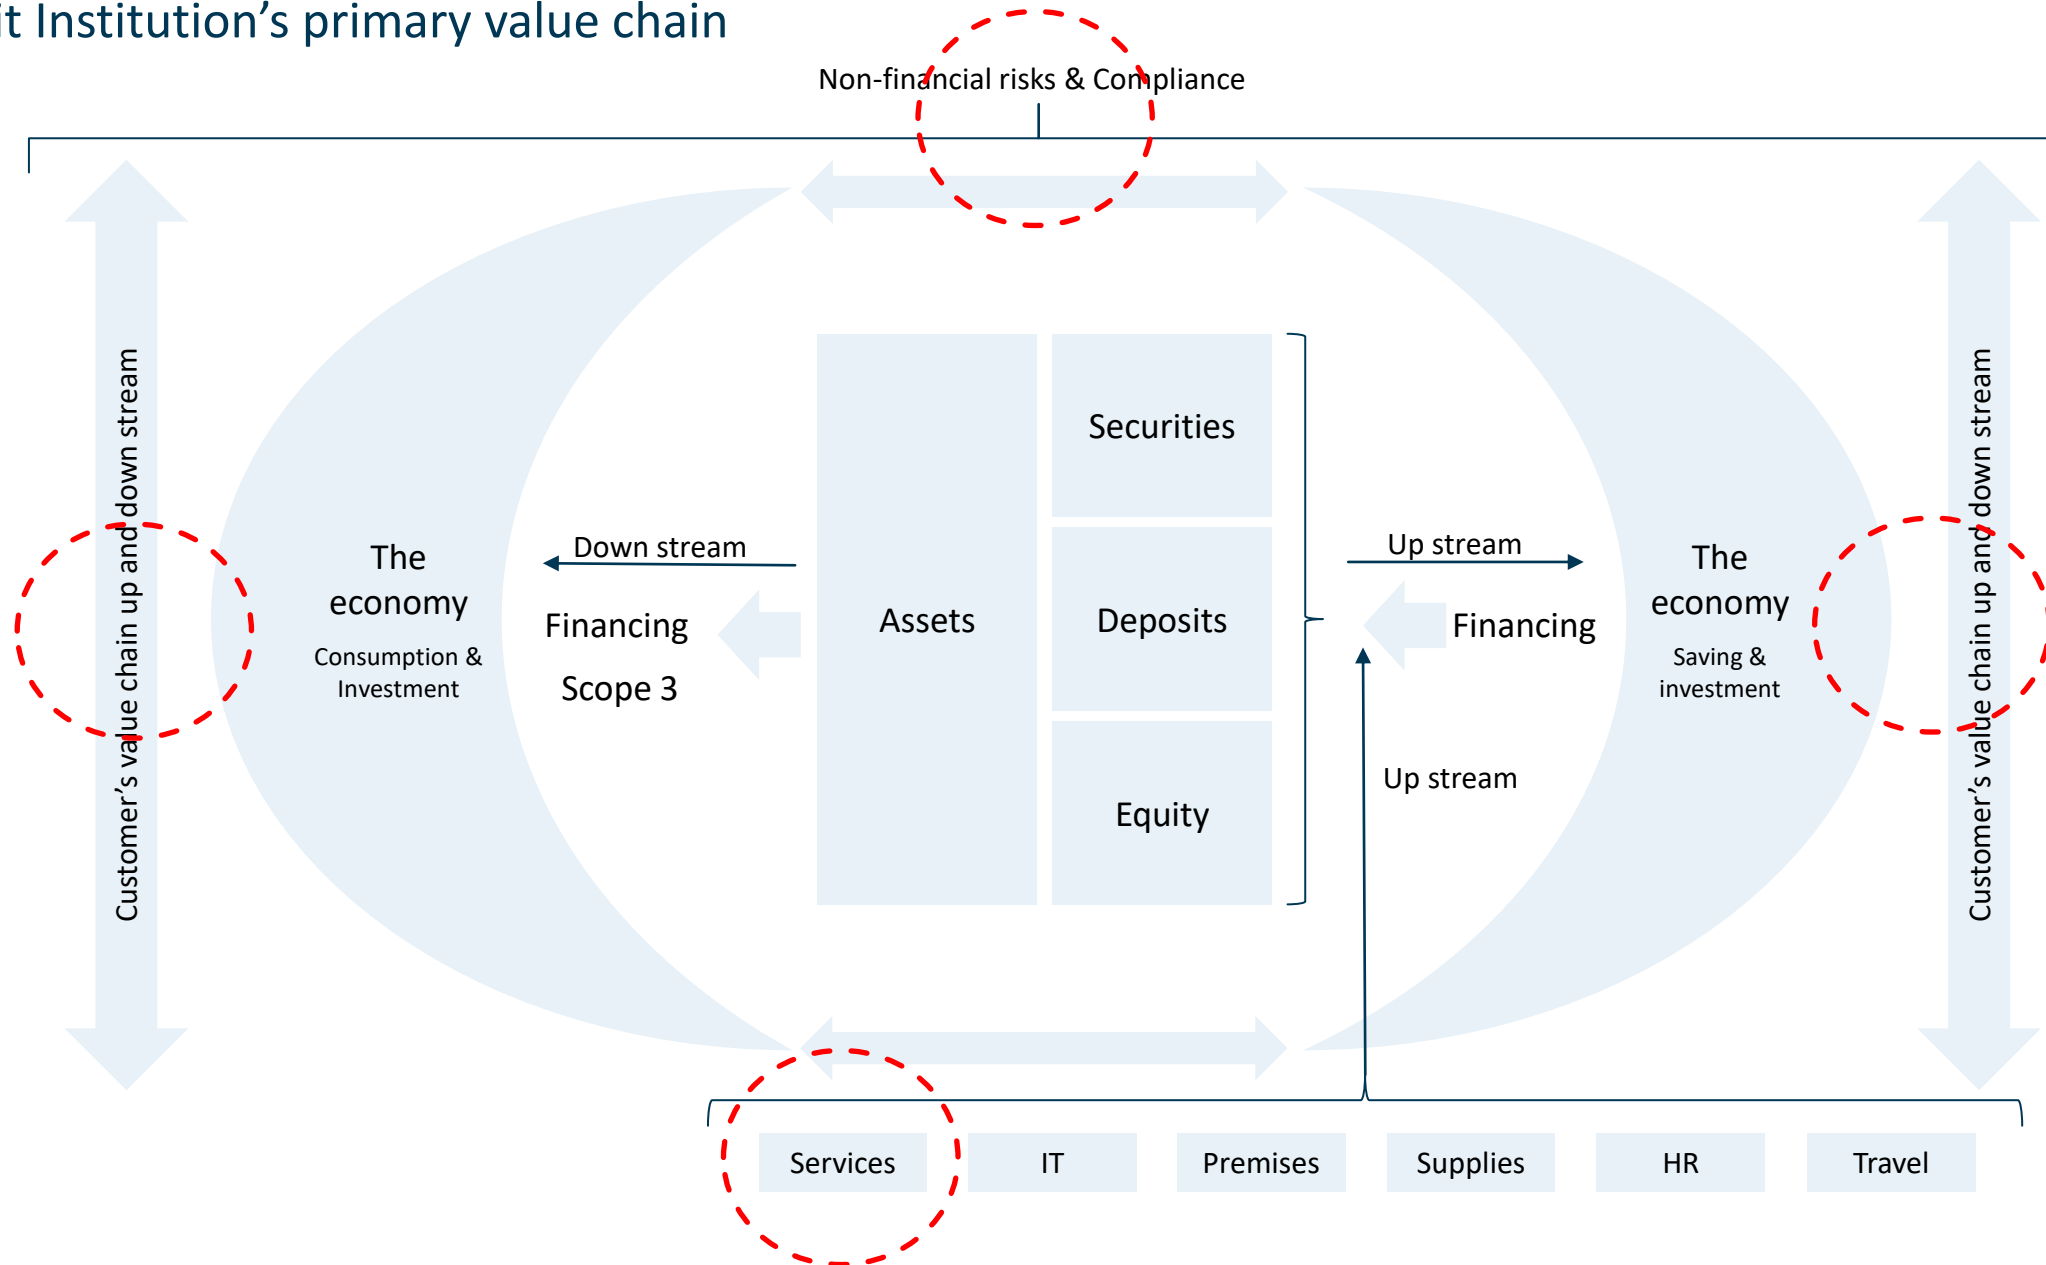 it Institution’s primary value chain
Non-financial risks & Compliance
Customer’s value chain up and down stream
The
economy
Consumption &
Investment
Down stream
Financing
Scope 3
Assets
Securities
Deposits
Equity
Up stream
Financing
Up stream
The
economy
Saving &
investment
Customer’s value chain up and down stream
Services
IT
Premises
Supplies
HR
Travel